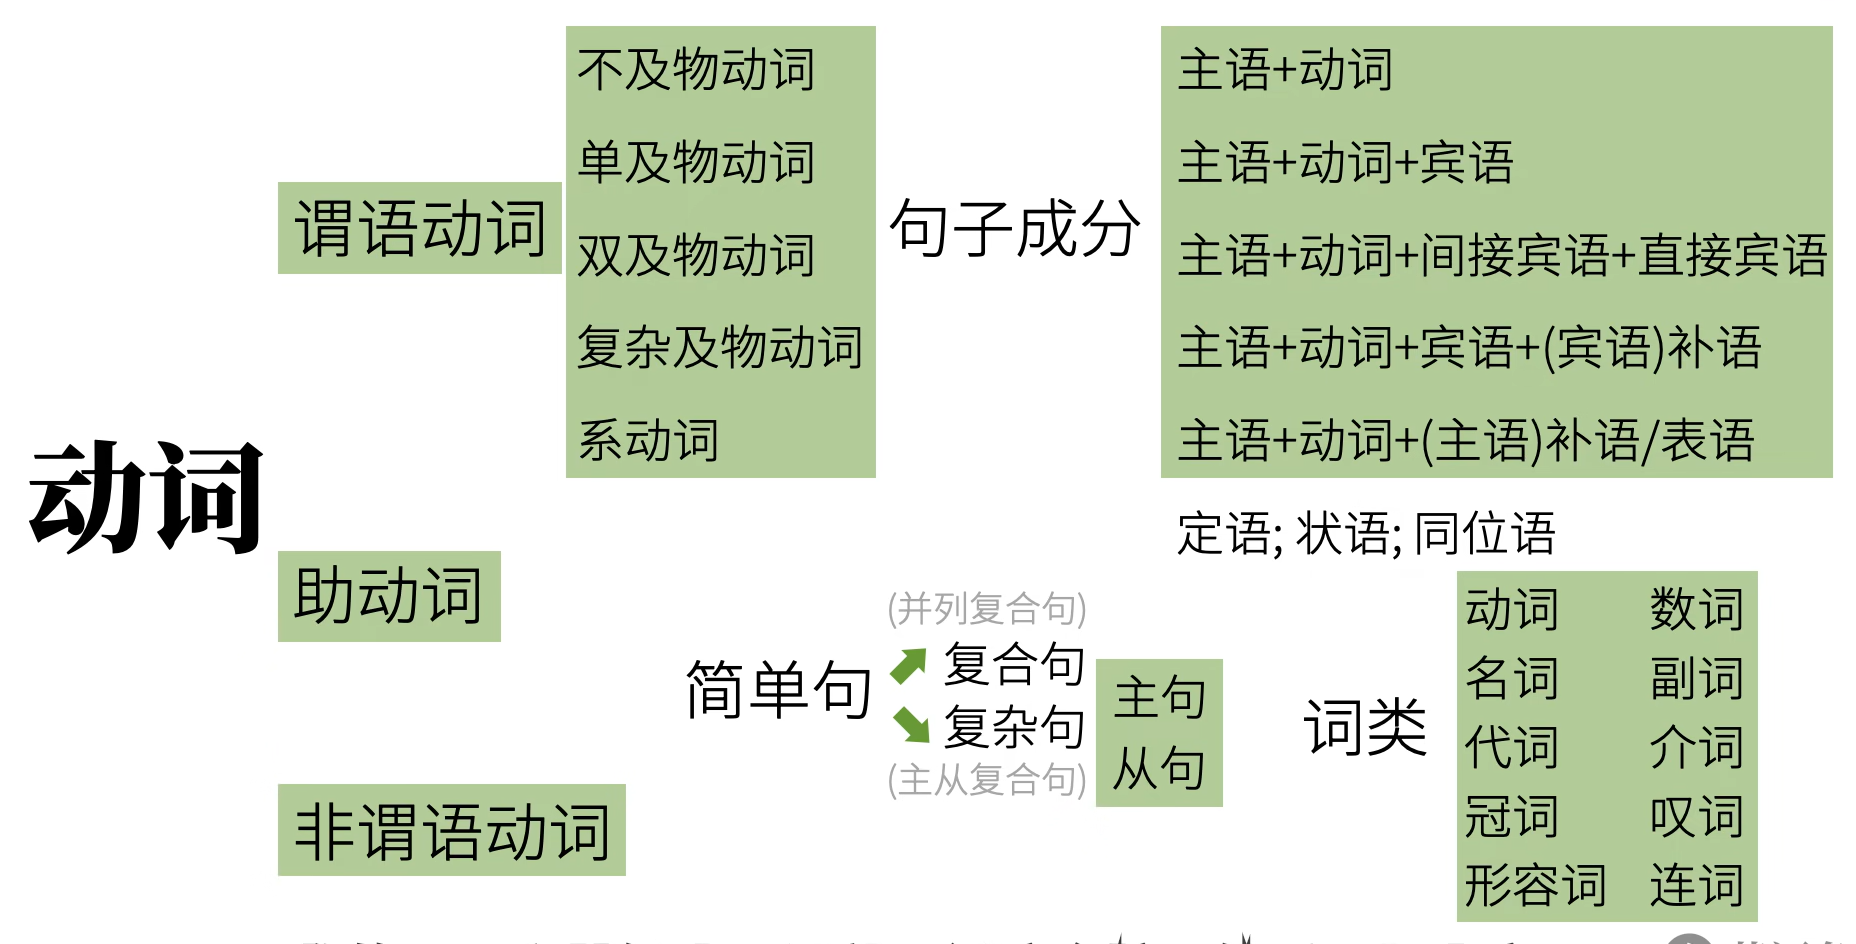 动词
谓语动词
不及物动词
单及物动词
双及物动词
复杂及物动词
系动词
句子成分
主语+动词
主语+动词+宾语
主语+动词+间接宾语+直接宾语
主语+动词+宾语+(宾语)补语
主语+动词+(主语)补语/表语
定语; 状语; 同位语
助动词
非谓语动词
简单句
(并列复合句)
复合句
复杂句
(主从复合句)
主句
从句
词类
动词 数词
名词 副词
代词 介词
冠词 叹词
形容词 连词